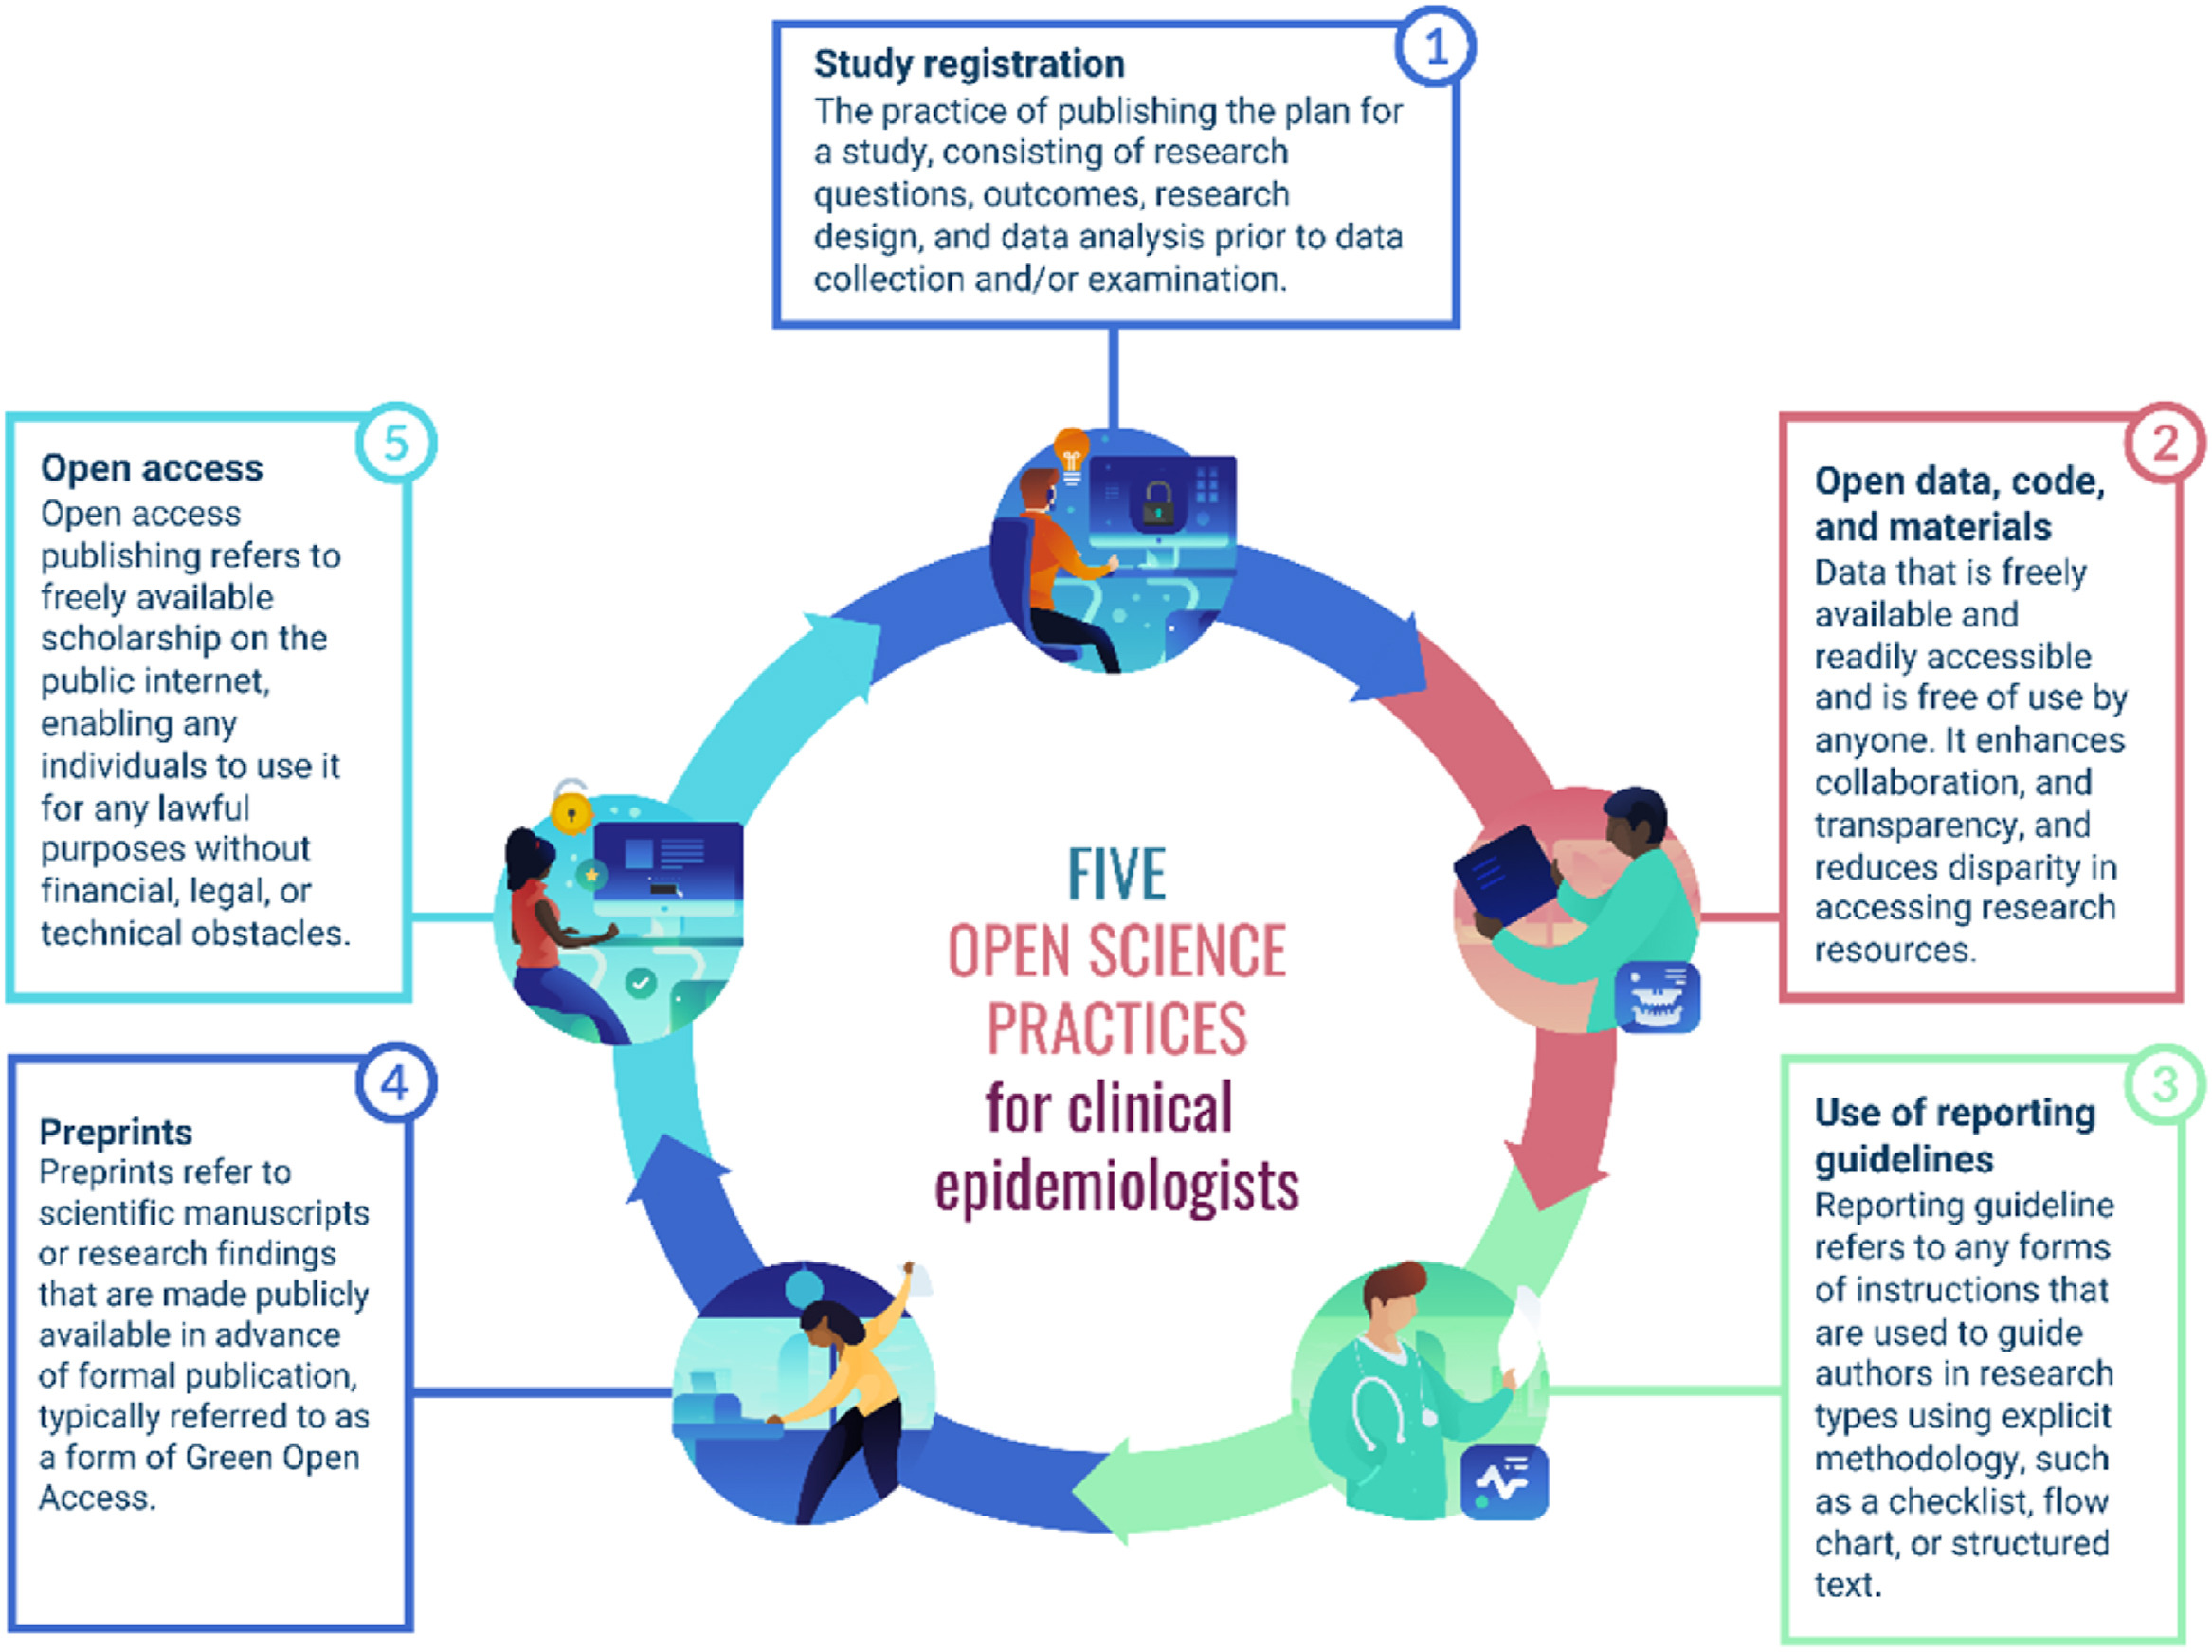 1
Study registration
The practice of publishing the plan for
a study, consisting of research
questions, outcomes, research
design, and data analysis prior to data
collection and/or examination.
2
Open data, code,
and materials
Data that is freely
available and
readily accessible
and is free of use by
anyone. It enhances
collaboration, and
transparency, and
reduces disparity in
accessing research
resources.
3
Use of reporting
guidelines
Reporting guideline
refers to any forms
of instructions that
are used to guide
authors in research
types using explicit
methodology, such
as a checklist, flow
chart, or structured
text.
4
Preprints
Preprints refer to
scientific manuscripts
or research findings
that are made publicly
available in advance
of formal publication,
typically referred to as
a form of Green Open
Access.
5
Open access
Open access
publishing refers to
freely available
scholarship on the
public internet,
enabling any
individuals to use it
for any lawful
purposes without
financial, legal, or
technical obstacles.
FIVE
OPEN SCIENCE
PRACTICES
for clinical
epidemiologists